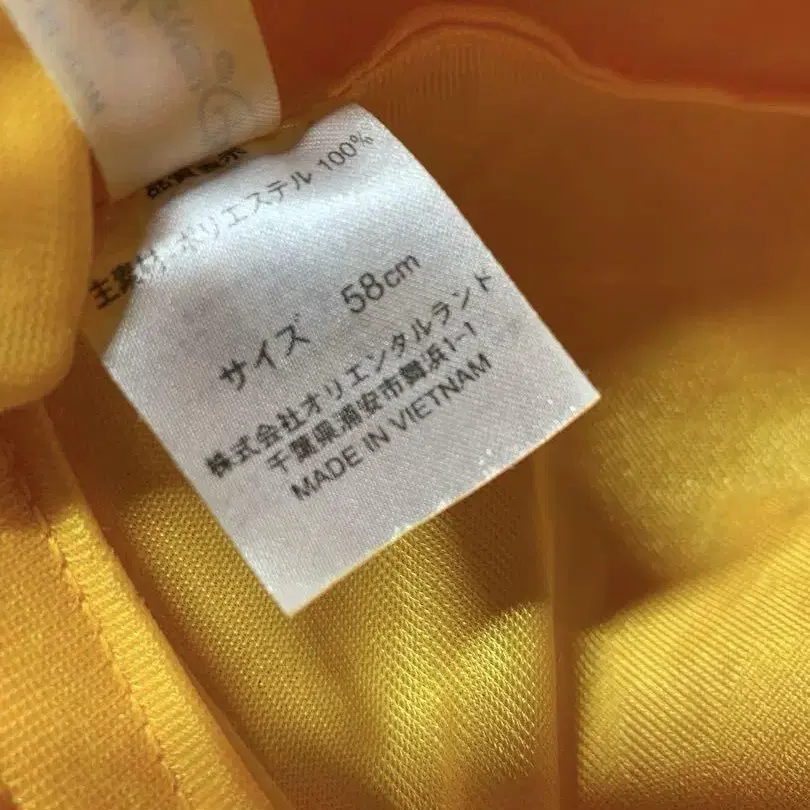 品質表示
主素材・ポリエステル 100%
サイズ 58cm
株式会社オリエンタルランド
千葉県浦安市舞浜1-1
MADE IN VIETNAM